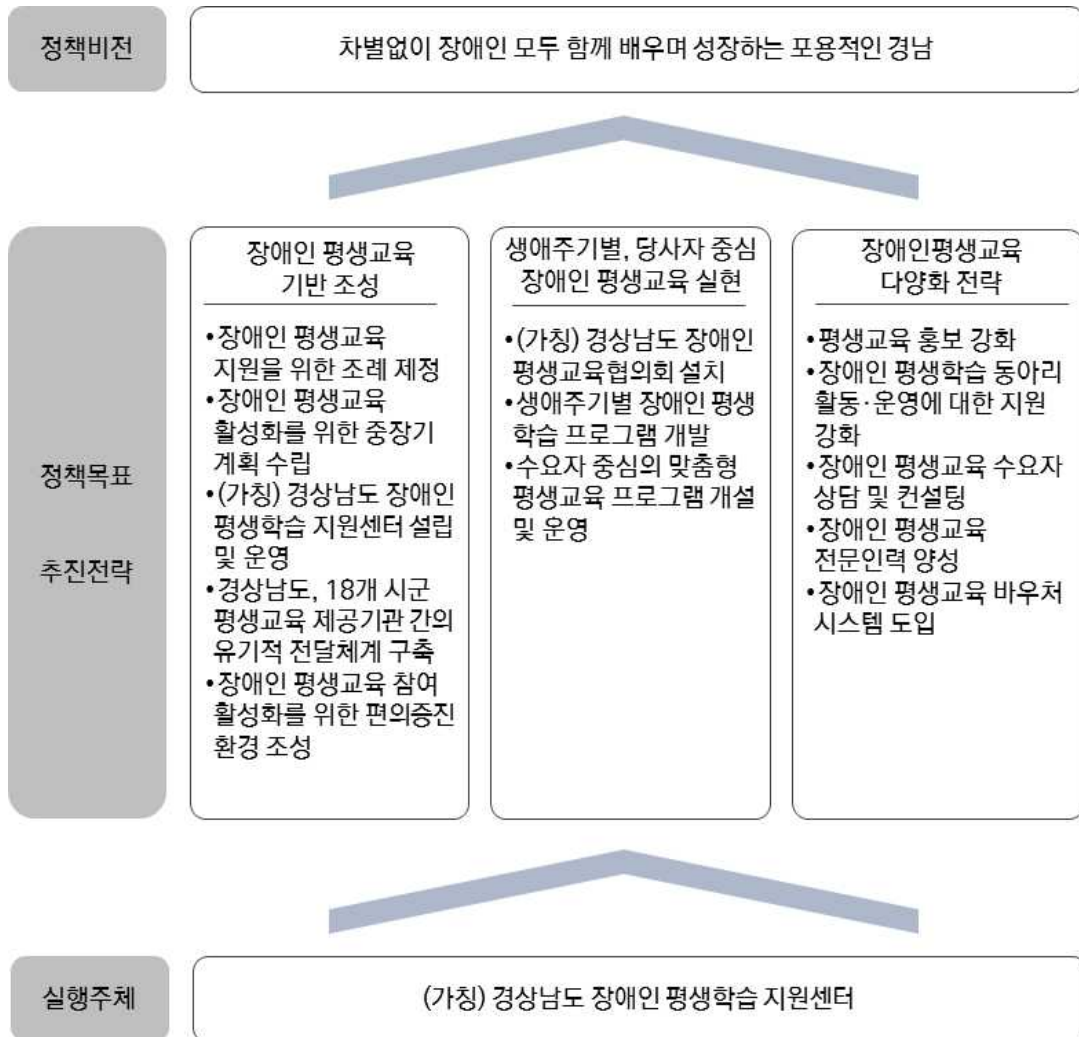 정책비전
차별없이 장애인 모두 함께 배우며 성장하는 포용적인 경남
정책목표
추진전략
장애인 평생교육
기반 조성
•장애인 평생교육
지원을 위한 조례 제정
•장애인 평생교육
활성화를 위한 중장기
계획 수립
•(가칭) 경상남도 장애인
평생학습 지원센터 설립
및 운영
•경상남도, 18개 시군
평생교육 제공기관 간의
유기적 전달체계 구축
•장애인 평생교육 참여
활성화를 위한 편의증진
환경 조성
생애주기별, 당사자 중심
장애인 평생교육 실현
•(가칭) 경상남도 장애인
평생교육협의회 설치
•생애주기별 장애인 평생
학습 프로그램 개발
•수요자 중심의 맞춤형
평생교육 프로그램 개설
및 운영
장애인평생교육
다양화 전략
•평생교육 홍보 강화
•장애인 평생학습 동아리
활동·운영에 대한 지원
강화
•장애인 평생교육 수요자
상담 및 컨설팅
•장애인 평생교육
전문인력 양성
•장애인 평생교육 바우처
시스템 도입
실행주체
(가칭) 경상남도 장애인 평생학습 지원센터